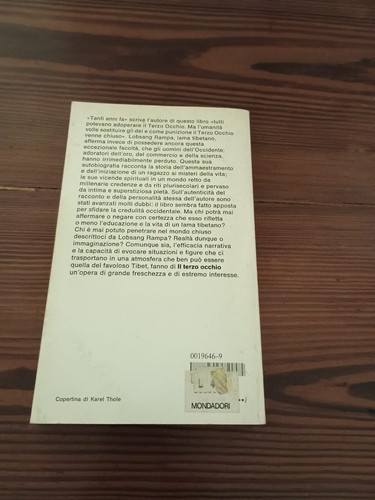 «Tanti anni fa» scrive l'autore di questo libro «tutti
potevano adoperare il Terzo Occhio. Ma l'umanità
volle sostituire gli dei e come punizione il Terzo Occhio
venne chiuso». Lobsang Rampa, lama tibetano,
afferma invece di possedere ancora questa
eccezionale facoltà, che gli uomini dell'Occidente,
adoratori dell'oro, del commercio e della scienza,
hanno irrimediabilmente perduto. Questa sua
autobiografia racconta la storia dell'ammaestramento
e dell'iniziazione di un ragazzo ai misteri della vita;
le sue vicende spirituali in un mondo retto da
millenarie credenze e da riti pluriscolari e pervaso
da intima e superstiziosa pietà. Sull'autenticità del
racconto e della personalità stessa dell'autore sono
stati avanzati molti dubbi: il libro sembra fatto apposta
per sfidare la credulità occidentale. Ma chi potrà mai
affermare o negare con certezza che esso rifletta
o meno l'educazione e la vita di un lama tibetano?
Chi è mai potuto penetrare nel mondo chiuso
descrittoci da Lobsang Rampa? Realtà dunque o
immaginazione? Comunque sia, l'efficacia narrativa
e la capacità di evocare situazioni e figure che ci
trasportano in una atmosfera che ben può essere
quella del favoloso Tibet, fanno di Il terzo occhio
un'opera di grande freschezza e di estremo interesse.
0019646-9
MONDADORI
Copertina di Karel Thole